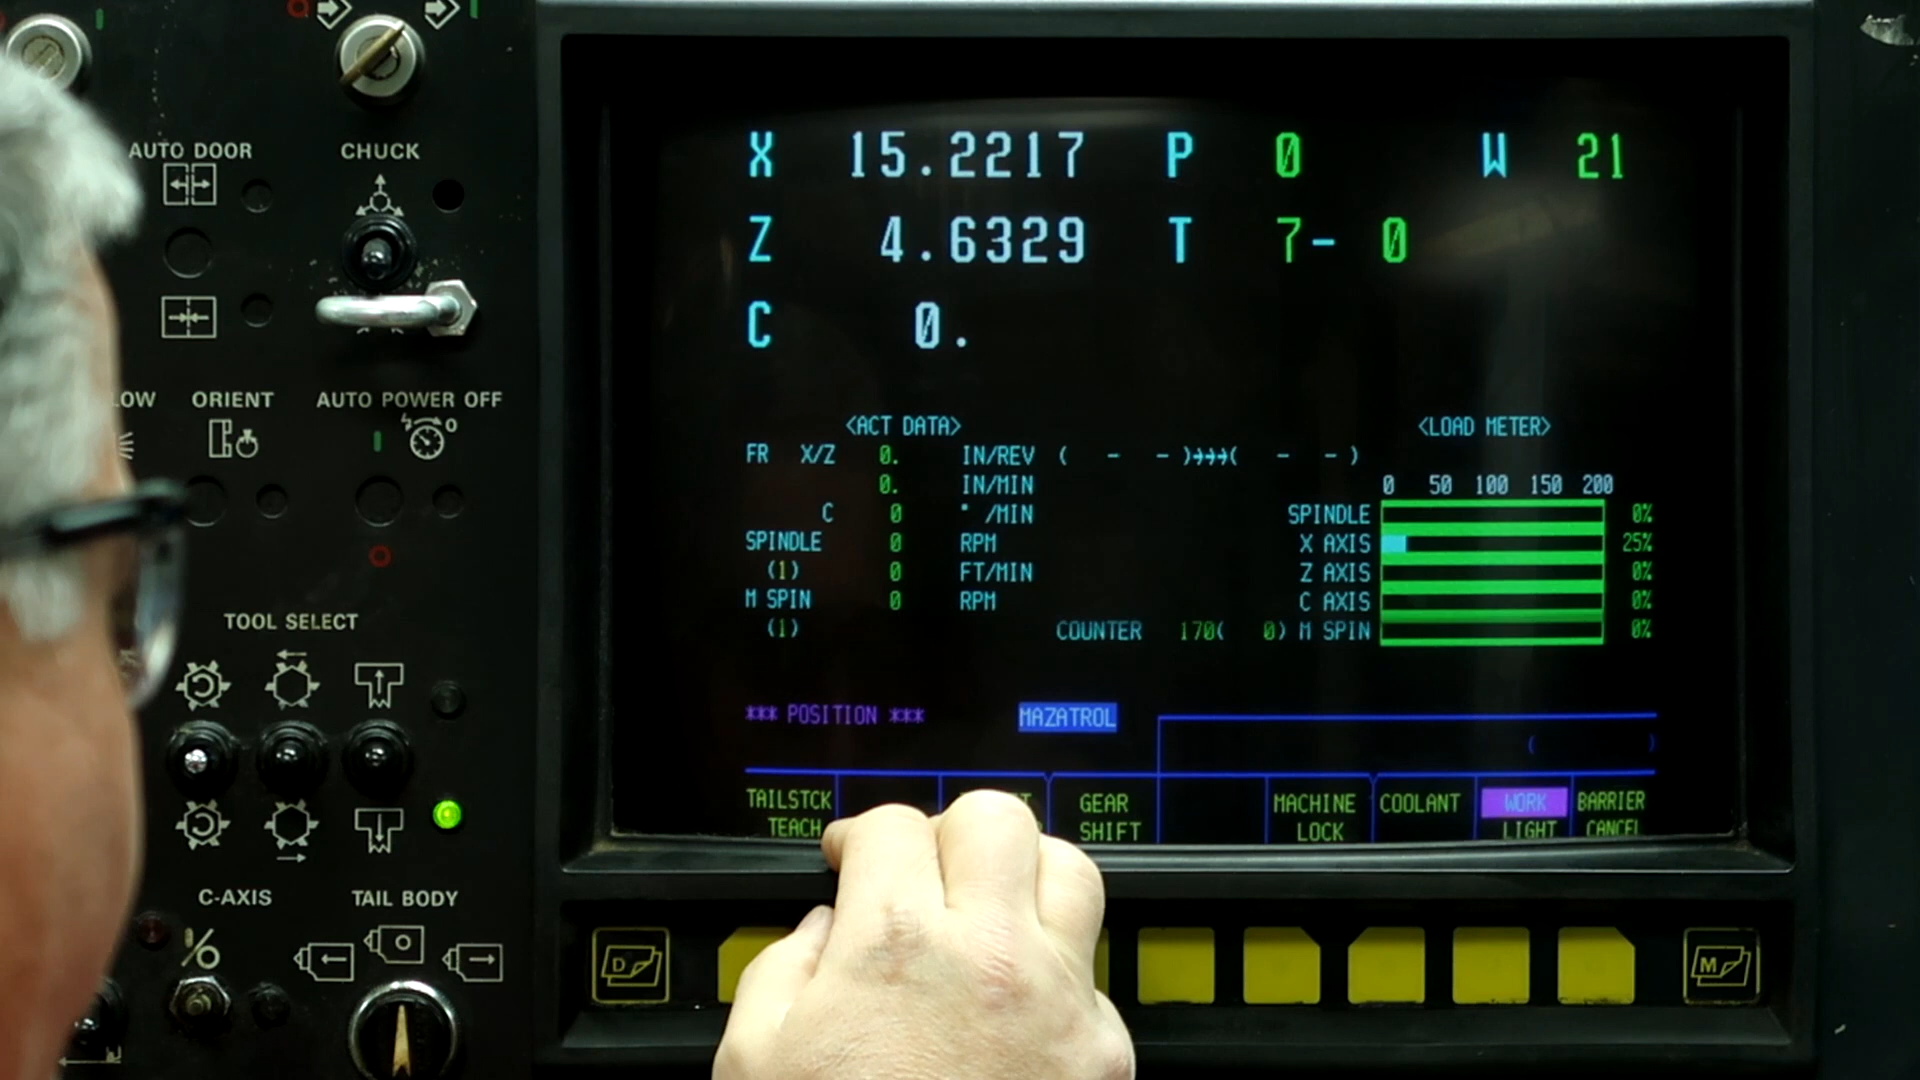 AUTO DOOR
CHUCK
LOW
ORIENT
AUTO POWER OFF
TOOL SELECT
C-AXIS
TAIL BODY
X 15.2217 P 0 W 21
Z 4.6329 T 7- 0
C 0.
<ACT DATA>
<LOAD METER>
FR X/Z 0. IN/REV ( - - )→→→( - - )
0. IN/MIN
0 50 100 150 200
C 0 ° /MIN SPINDLE 0%
SPINDLE 0 RPM X AXIS 25%
(1) 0 FT/MIN Z AXIS 0%
M SPIN 0 RPM C AXIS 0%
(1) COUNTER 170( 0) M SPIN 0%
*** POSITION *** MAZATROL
( )
TAILSTCK
TEACH
GEAR
SHIFT
MACHINE
LOCK
COOLANT
WORK
LIGHT
BARRIER
CANCEL
D
M